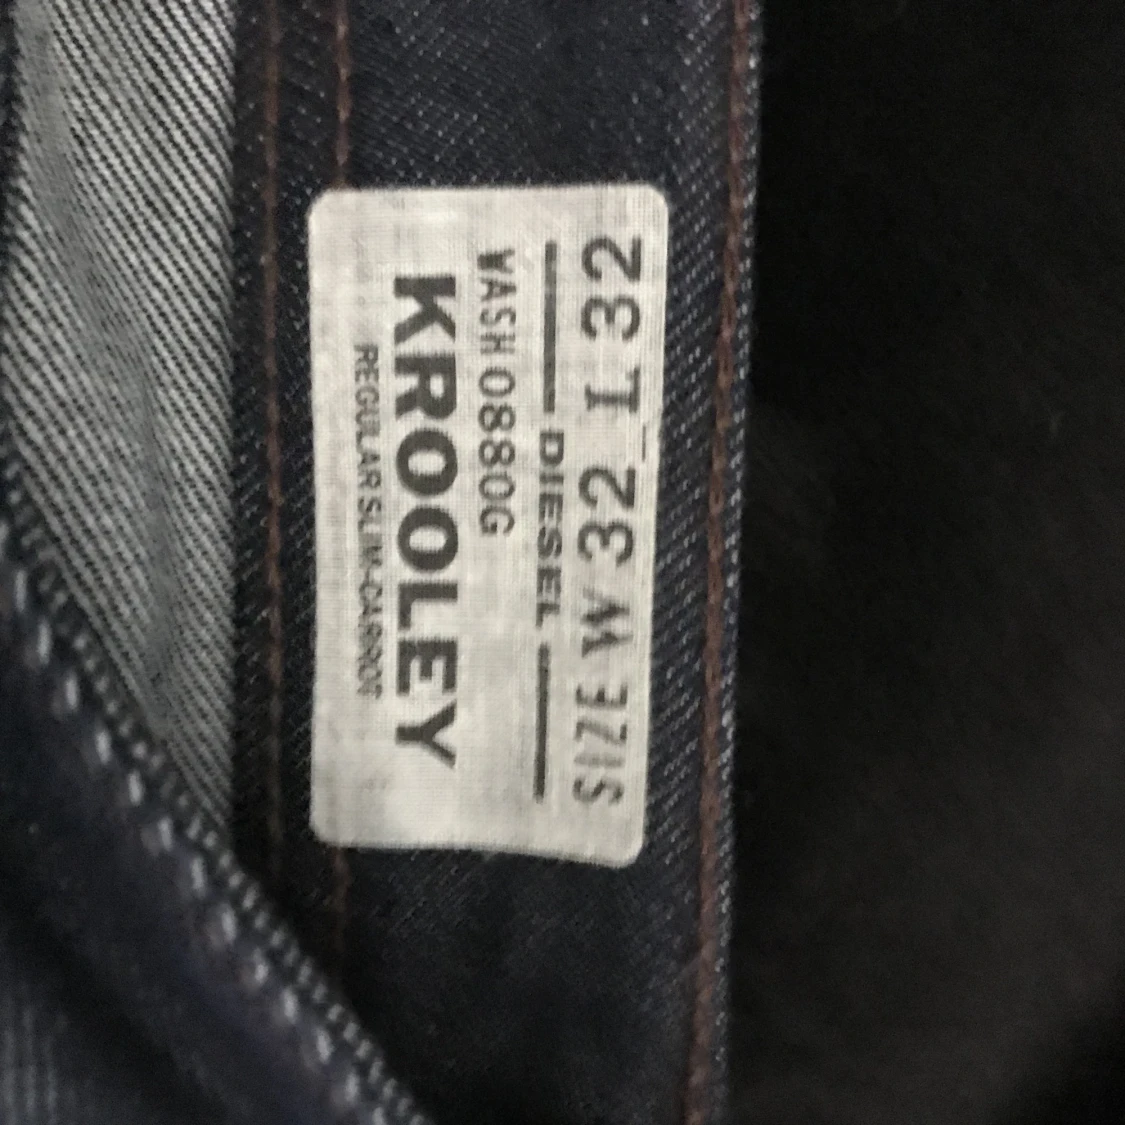 SIZE W 32 L 32
DIESEL
WASH 0880G
KROOLEY
REGULAR SLIM-CARROT